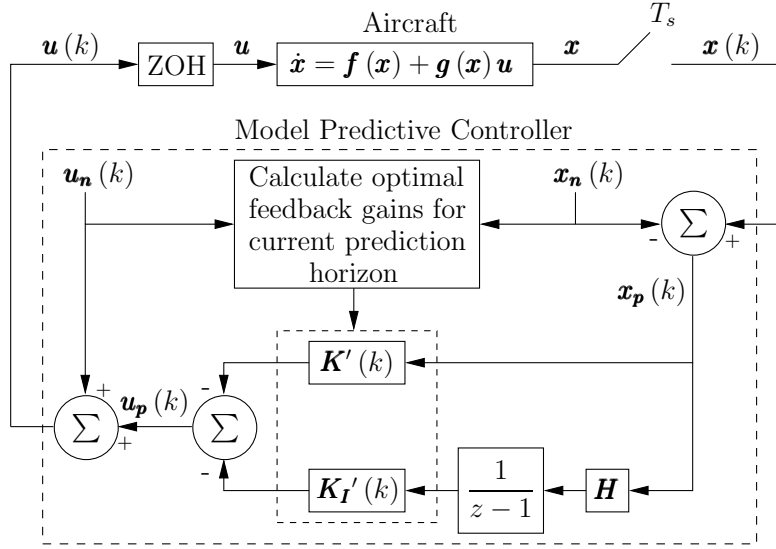 Aircraft
T_s
u (k)
ZOH
u
ẋ = f (x) + g (x) u
x
x (k)
Model Predictive Controller
u_n (k)
Calculate optimal
feedback gains for
current prediction
horizon
x_n (k)
Σ
-
+
x_p (k)
K′ (k)
-
+
Σ
+
u_p (k)
Σ
-
K_I′ (k)
1
z − 1
H